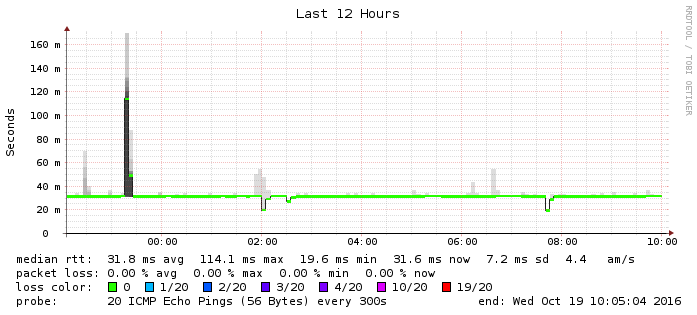 Last 12 Hours
RRDTOOL / TOBI OETIKER
Seconds
160 m
140 m
120 m
100 m
80 m
60 m
40 m
20 m
0
00:00 02:00 04:00 06:00 08:00 10:00
median rtt: 31.8 ms avg 114.1 ms max 19.6 ms min 31.6 ms now 7.2 ms sd 4.4 am/s
packet loss: 0.00 % avg 0.00 % max 0.00 % min 0.00 % now
loss color: 0 1/20 2/20 3/20 4/20 10/20 19/20
probe: 20 ICMP Echo Pings (56 Bytes) every 300s end: Wed Oct 19 10:05:04 2016